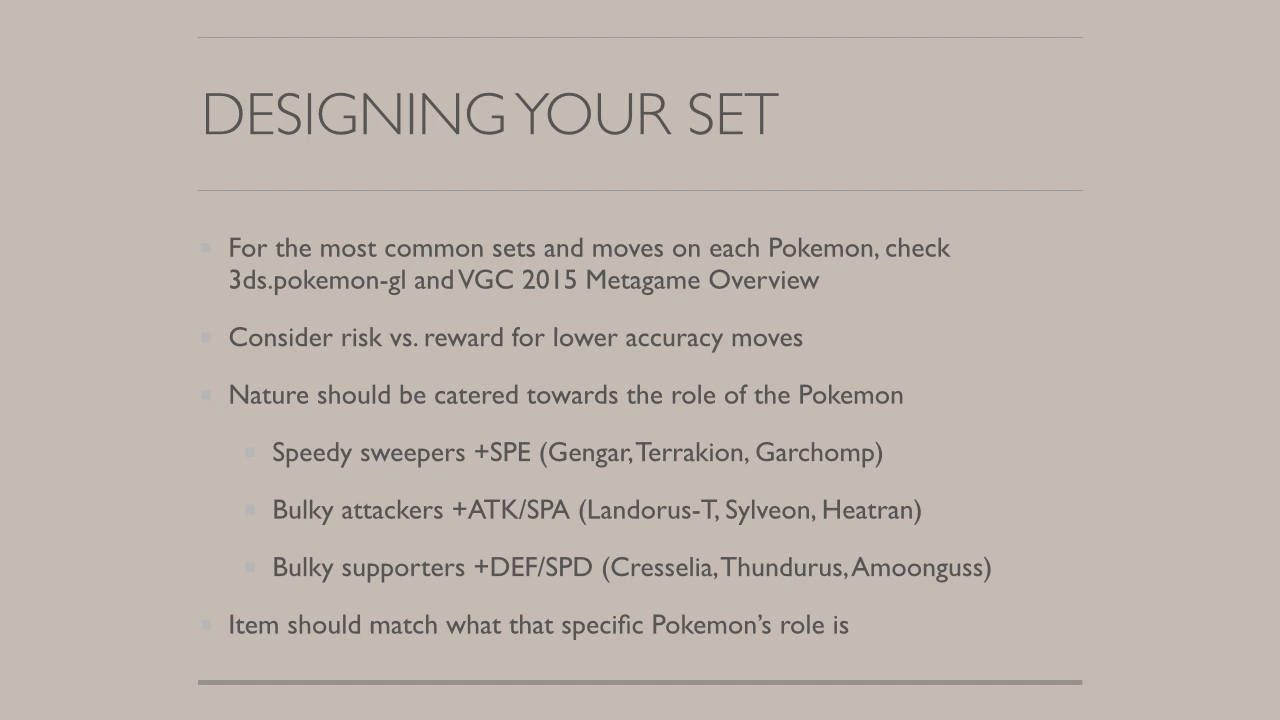 DESIGNING YOUR SET
For the most common sets and moves on each Pokemon, check
3ds.pokemon-gl and VGC 2015 Metagame Overview
Consider risk vs. reward for lower accuracy moves
Nature should be catered towards the role of the Pokemon
Speedy sweepers +SPE (Gengar, Terrakion, Garchomp)
Bulky attackers +ATK/SPA (Landorus-T, Sylveon, Heatran)
Bulky supporters +DEF/SPD (Cresselia, Thundurus, Amoonguss)
Item should match what that specific Pokemon’s role is